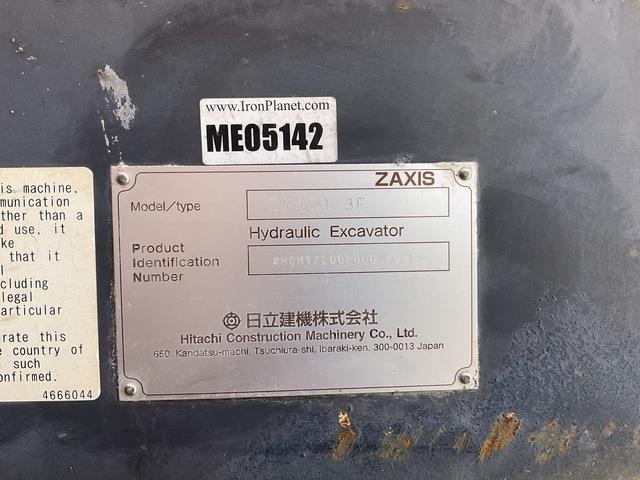 www.IronPlanet.com
ME05142
ZAXIS
Model/type
Hydraulic Excavator
Product
Identification
Number
日立建機株式会社
Hitachi Construction Machinery Co., Ltd.
650, Kandatsu-machi, Tsuchiura-shi, Ibaraki-ken, 300-0013 Japan
is machine,
munication
ther than a
d use, it
ke
that it
l
cluding
legal
articular
erate this
e country of
such
onfirmed.
4666044